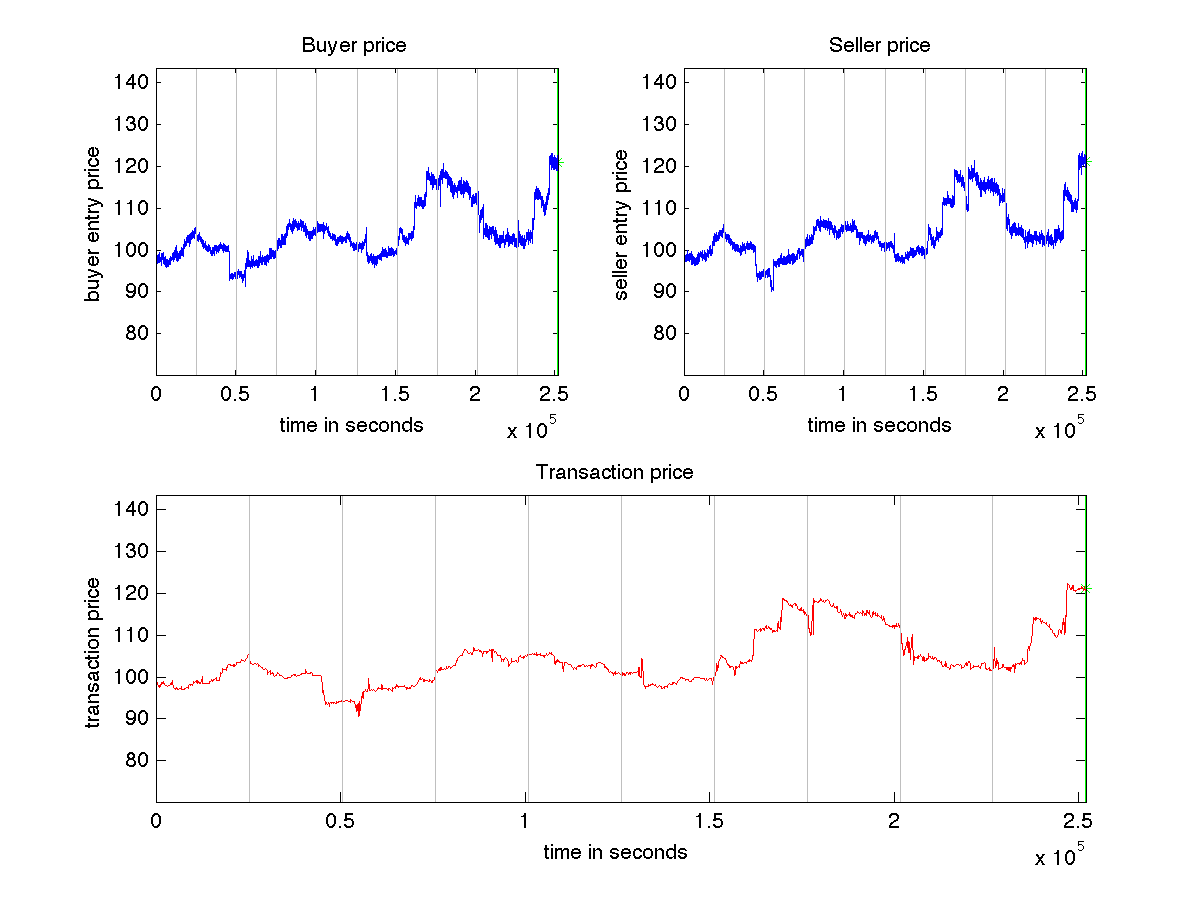 Buyer price
buyer entry price
140
130
120
110
100
90
80
0 0.5 1 1.5 2 2.5
time in seconds
x 10^5
Seller price
seller entry price
140
130
120
110
100
90
80
0 0.5 1 1.5 2 2.5
time in seconds
x 10^5
Transaction price
transaction price
140
130
120
110
100
90
80
0 0.5 1 1.5 2 2.5
time in seconds
x 10^5